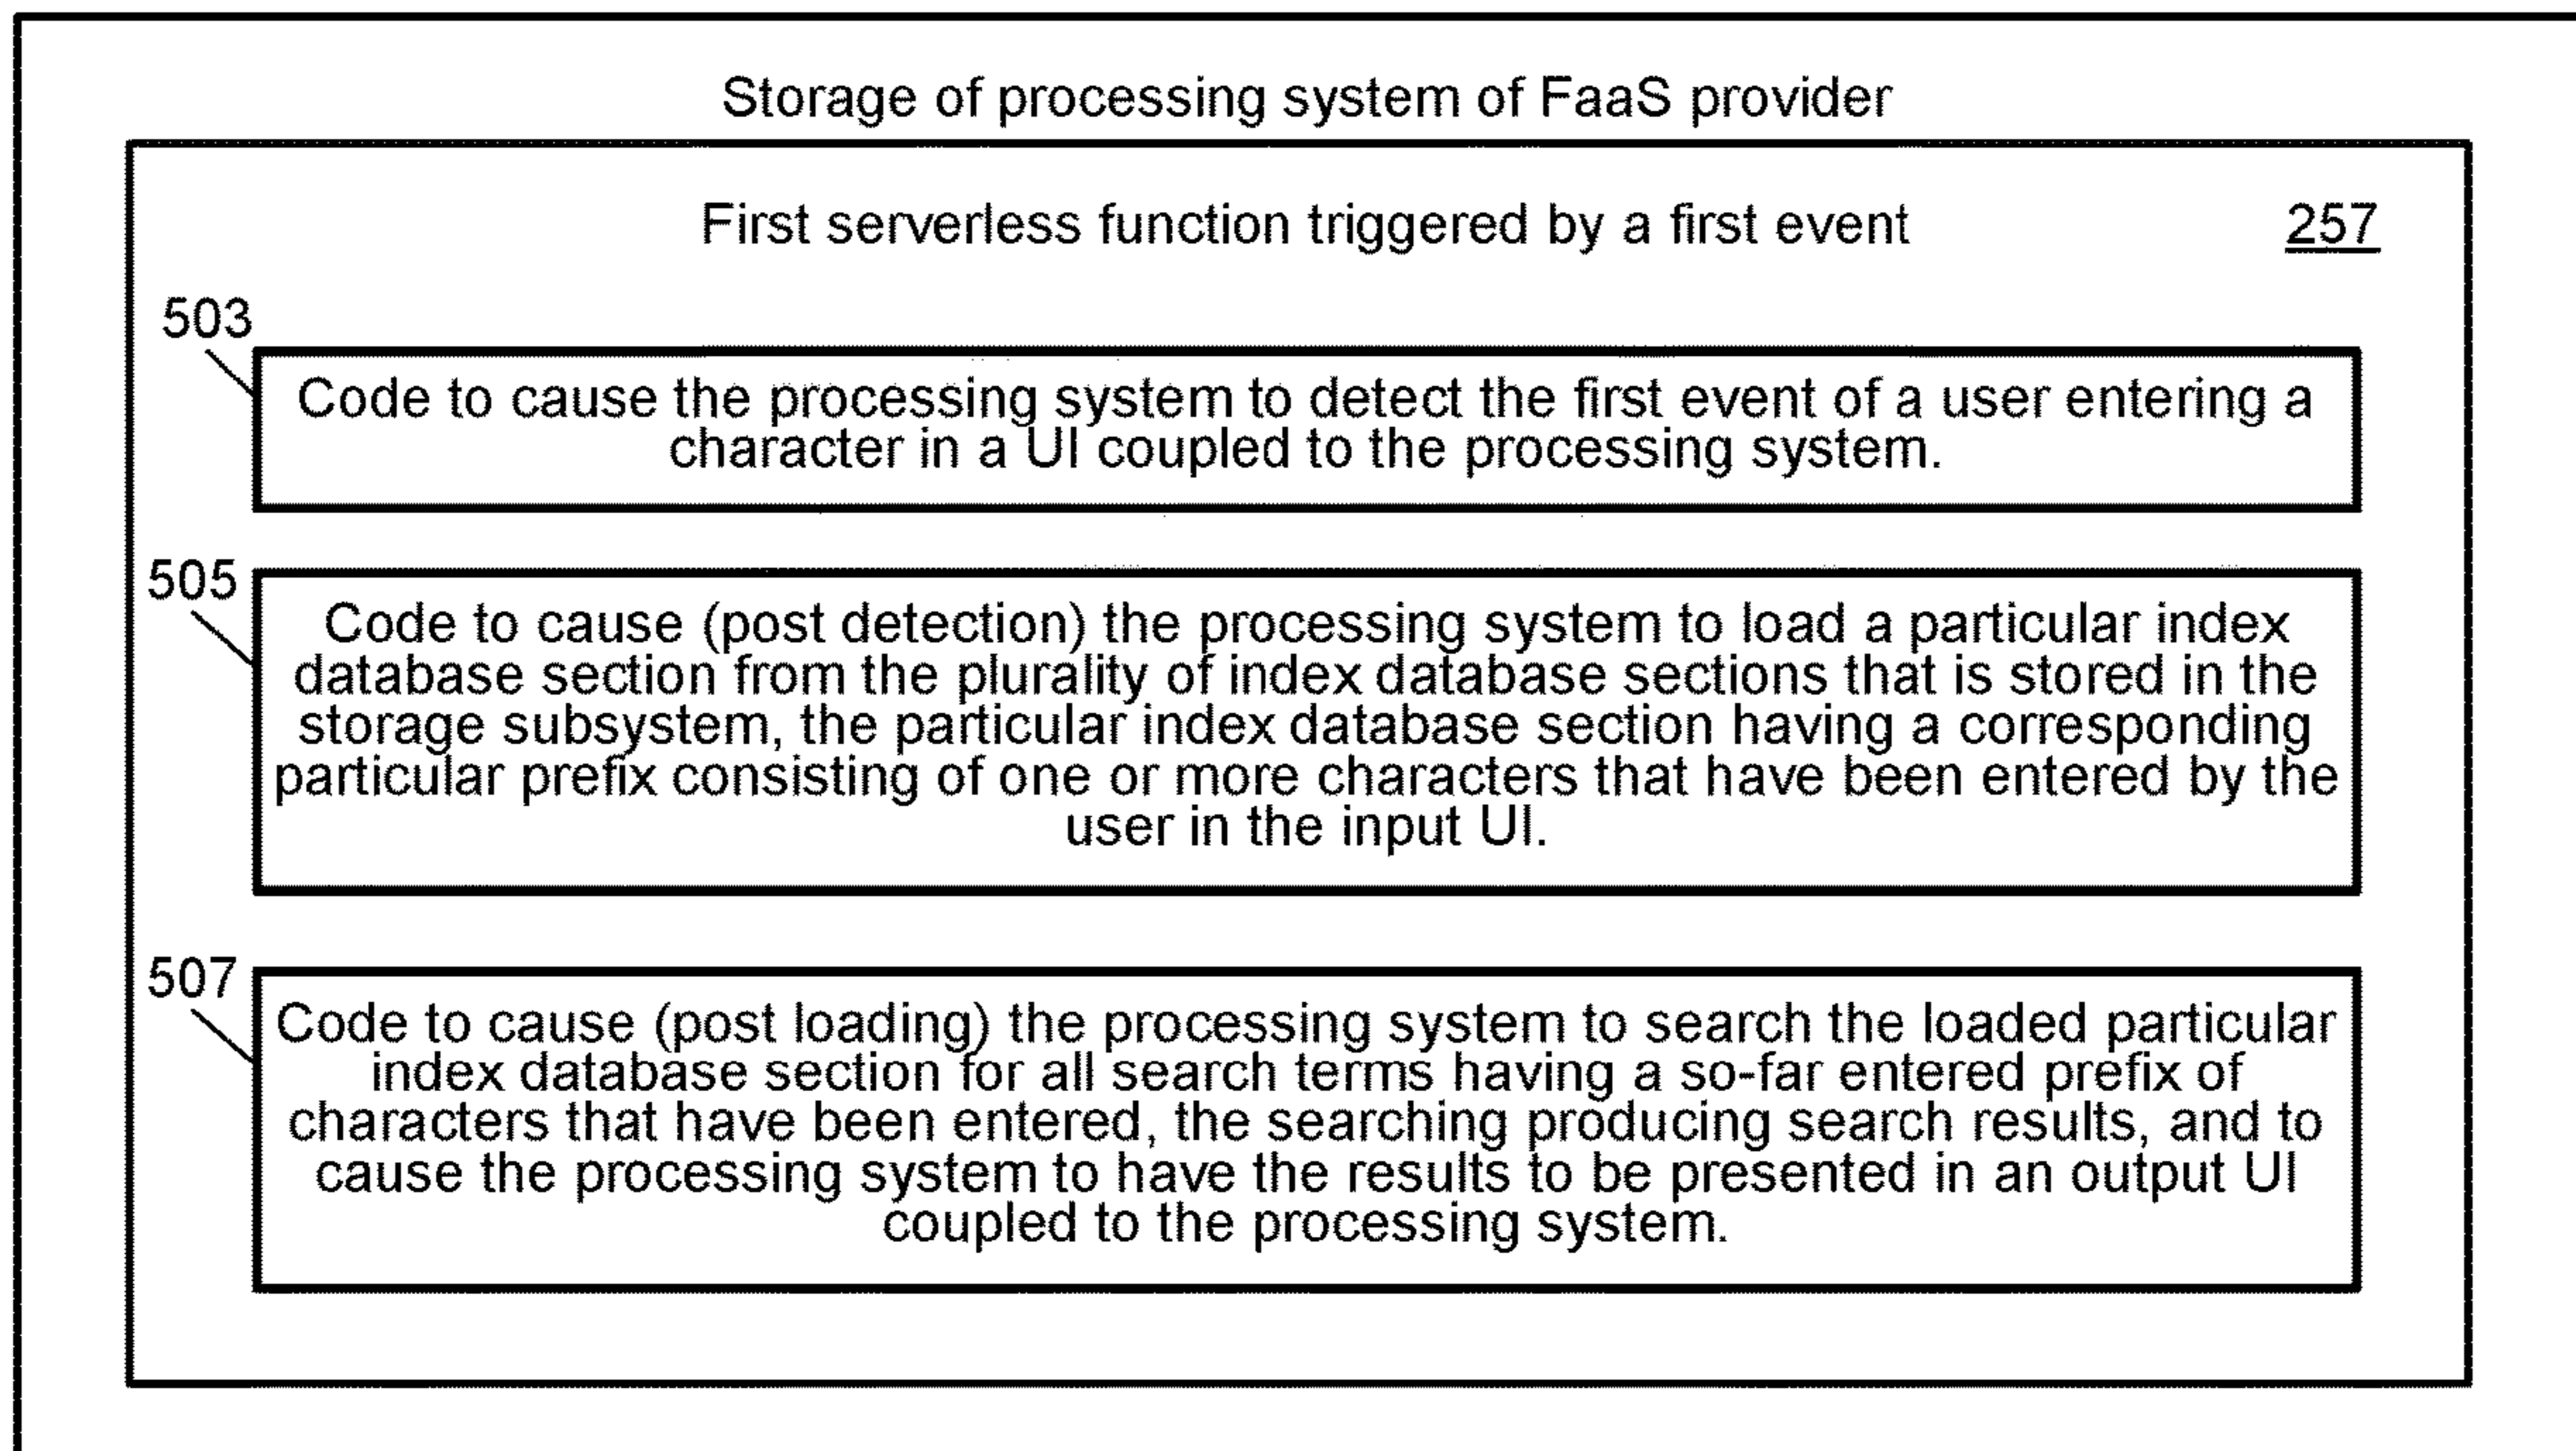 Storage of processing system of FaaS provider
First serverless function triggered by a first event
257
503
Code to cause the processing system to detect the first event of a user entering a
character in a UI coupled to the processing system.
505
Code to cause (post detection) the processing system to load a particular index
database section from the plurality of index database sections that is stored in the
storage subsystem, the particular index database section having a corresponding
particular prefix consisting of one or more characters that have been entered by the
user in the input UI.
507
Code to cause (post loading) the processing system to search the loaded particular
index database section for all search terms having a so-far entered prefix of
characters that have been entered, the searching producing search results, and to
cause the processing system to have the results to be presented in an output UI
coupled to the processing system.